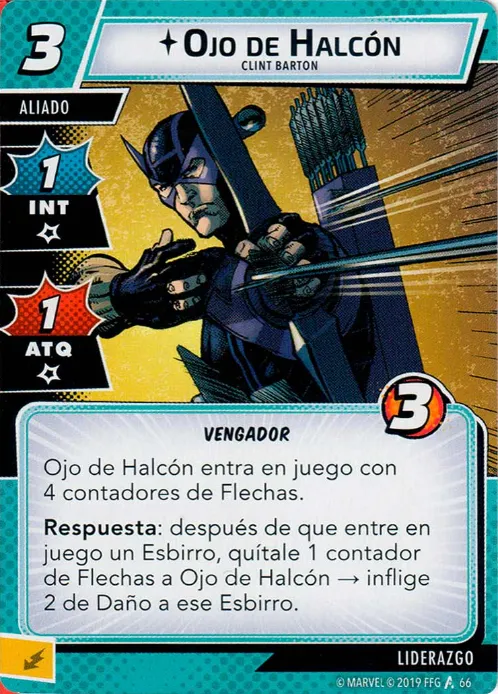 3
OJO DE HALCÓN
CLINT BARTON
ALIADO
1
INT
1
ATQ
3
VENGADOR
Ojo de Halcón entra en juego con
4 contadores de Flechas.
Respuesta: después de que entre en
juego un Esbirro, quítale 1 contador
de Flechas a Ojo de Halcón → inflige
2 de Daño a ese Esbirro.
LIDERAZGO
© MARVEL © 2019 FFG 66